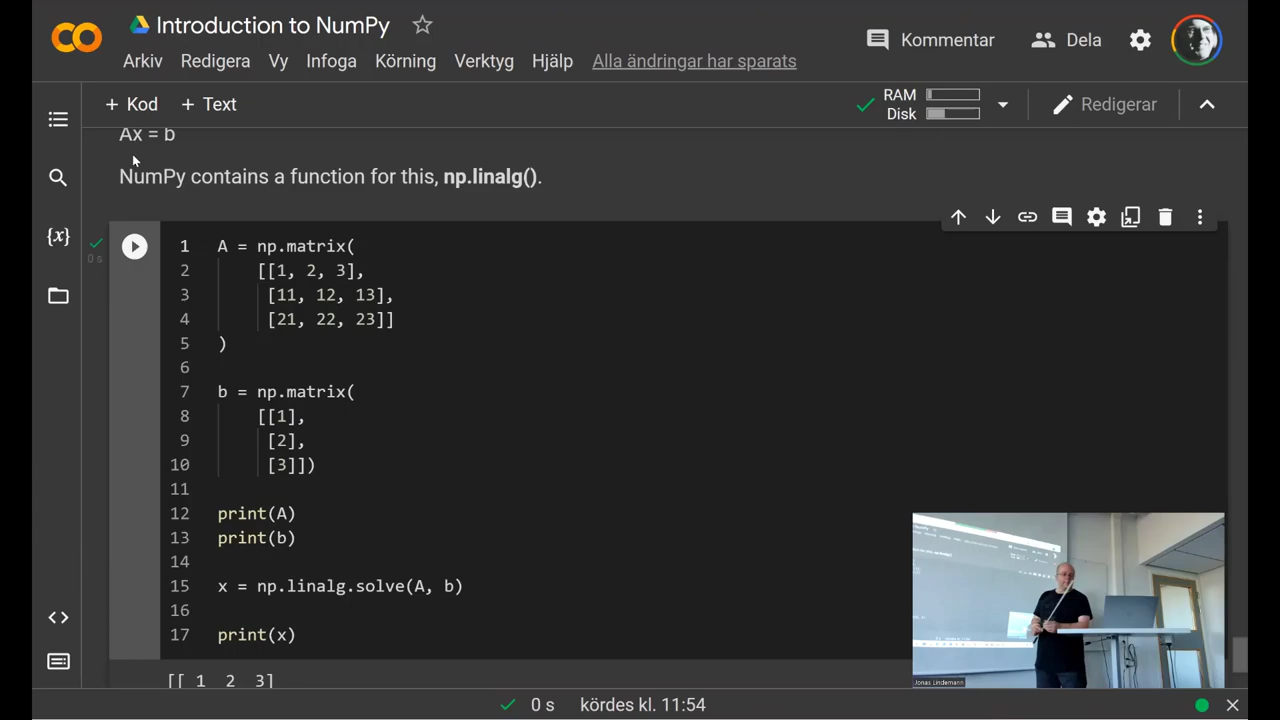 Introduction to NumPy
Arkiv Redigera Vy Infoga Körning Verktyg Hjälp Alla ändringar har sparats
Kommentar Dela
+ Kod + Text
RAM
Disk
Redigerar
Ax = b
NumPy contains a function for this, np.linalg().
{x}
0 s
1 A = np.matrix(
2 [[1, 2, 3],
3 [11, 12, 13],
4 [21, 22, 23]]
5 )
6
7 b = np.matrix(
8 [[1],
9 [2],
10 [3]])
11
12 print(A)
13 print(b)
14
15 x = np.linalg.solve(A, b)
16
17 print(x)
[[ 1 2 3]
Jonas Lindemann
0 s kördes kl. 11:54